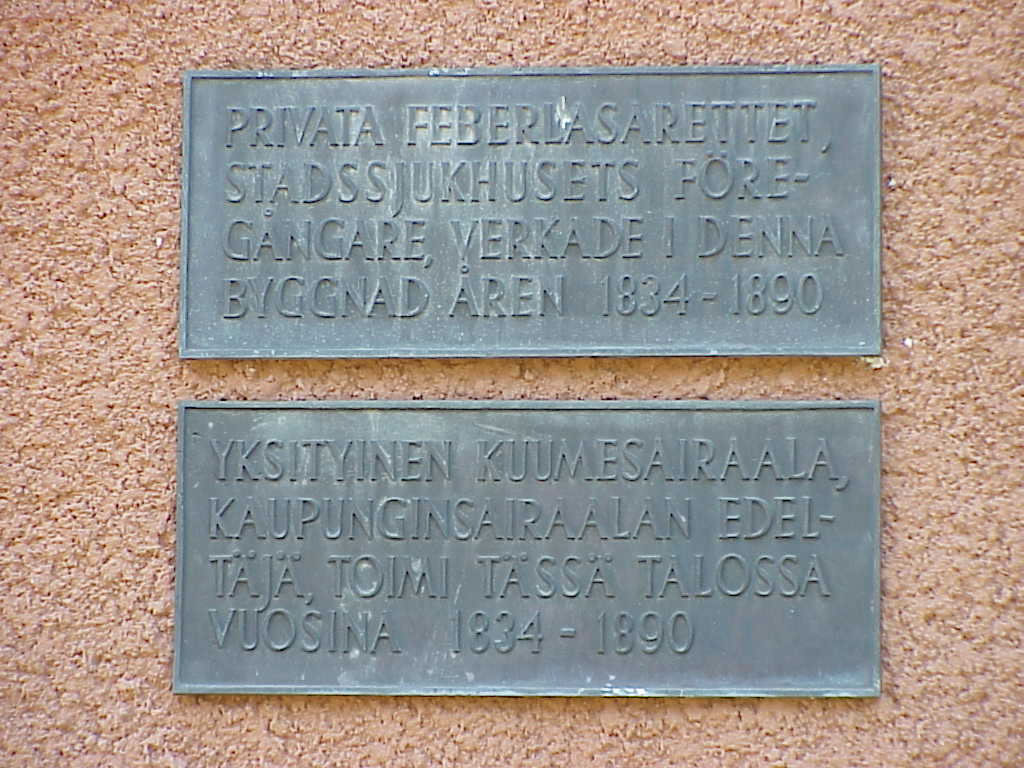 PRIVATA FEBERLASARETTET,
STADSSJUKHUSETS FÖRE-
GÅNGARE, VERKADE I DENNA
BYGGNAD ÅREN 1834 - 1890
YKSITYINEN KUUMESAIRAALA,
KAUPUNGINSAIRAALAN EDEL-
TÄJÄ, TOIMI TÄSSÄ TALOSSA
VUOSINA 1834 - 1890